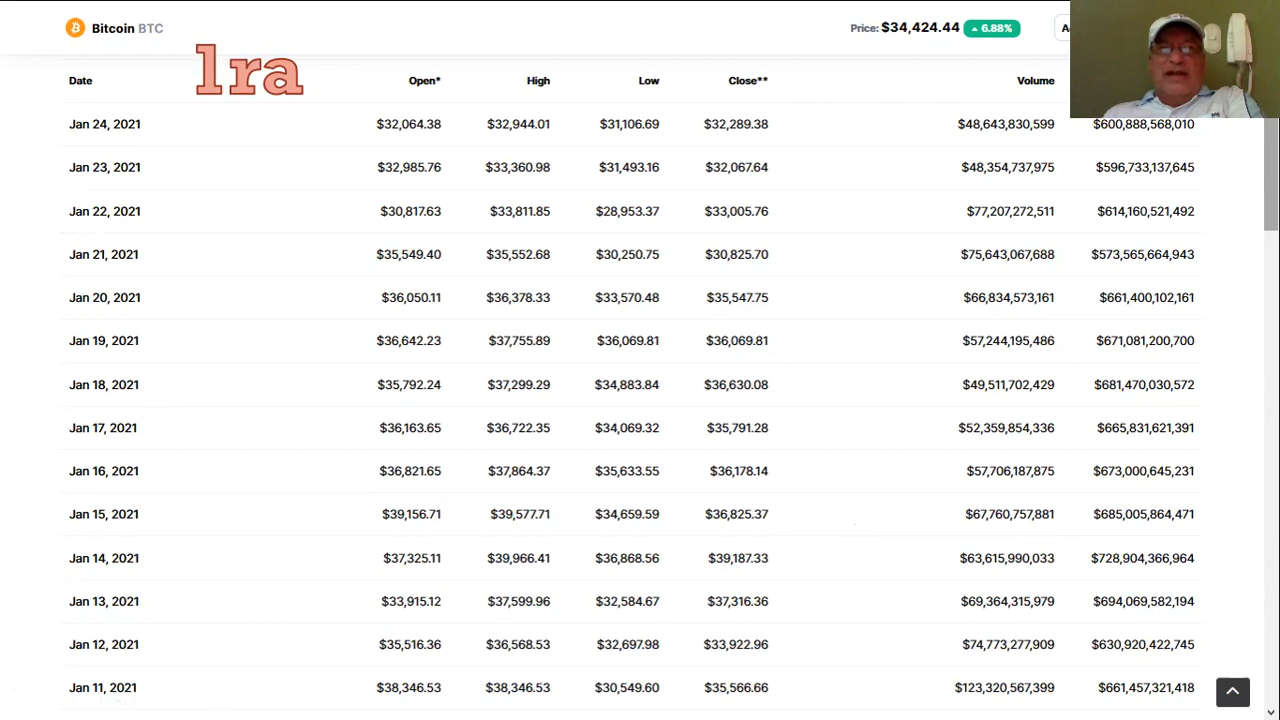 Bitcoin BTC Price: $34,424.44 6.88%
1ra
Date Open* High Low Close** Volume
Jan 24, 2021 $32,064.38 $32,944.01 $31,106.69 $32,289.38 $48,643,830,599 $600,888,568,010
Jan 23, 2021 $32,985.76 $33,360.98 $31,493.16 $32,067.64 $48,354,737,975 $596,733,137,645
Jan 22, 2021 $30,817.63 $33,811.85 $28,953.37 $33,005.76 $77,207,272,511 $614,160,521,492
Jan 21, 2021 $35,549.40 $35,552.68 $30,250.75 $30,825.70 $75,643,067,688 $573,565,664,943
Jan 20, 2021 $36,050.11 $36,378.33 $33,570.48 $35,547.75 $66,834,573,161 $661,400,102,161
Jan 19, 2021 $36,642.23 $37,755.89 $36,069.81 $36,069.81 $57,244,195,486 $671,081,200,700
Jan 18, 2021 $35,792.24 $37,299.29 $34,883.84 $36,630.08 $49,511,702,429 $681,470,030,572
Jan 17, 2021 $36,163.65 $36,722.35 $34,069.32 $35,791.28 $52,359,854,336 $665,831,621,391
Jan 16, 2021 $36,821.65 $37,864.37 $35,633.55 $36,178.14 $57,706,187,875 $673,000,645,231
Jan 15, 2021 $39,156.71 $39,577.71 $34,659.59 $36,825.37 $67,760,757,881 $685,005,864,471
Jan 14, 2021 $37,325.11 $39,966.41 $36,868.56 $39,187.33 $63,615,990,033 $728,904,366,964
Jan 13, 2021 $33,915.12 $37,599.96 $32,584.67 $37,316.36 $69,364,315,979 $694,069,582,194
Jan 12, 2021 $35,516.36 $36,568.53 $32,697.98 $33,922.96 $74,773,277,909 $630,920,422,745
Jan 11, 2021 $38,346.53 $38,346.53 $30,549.60 $35,566.66 $123,320,567,399 $661,457,321,418